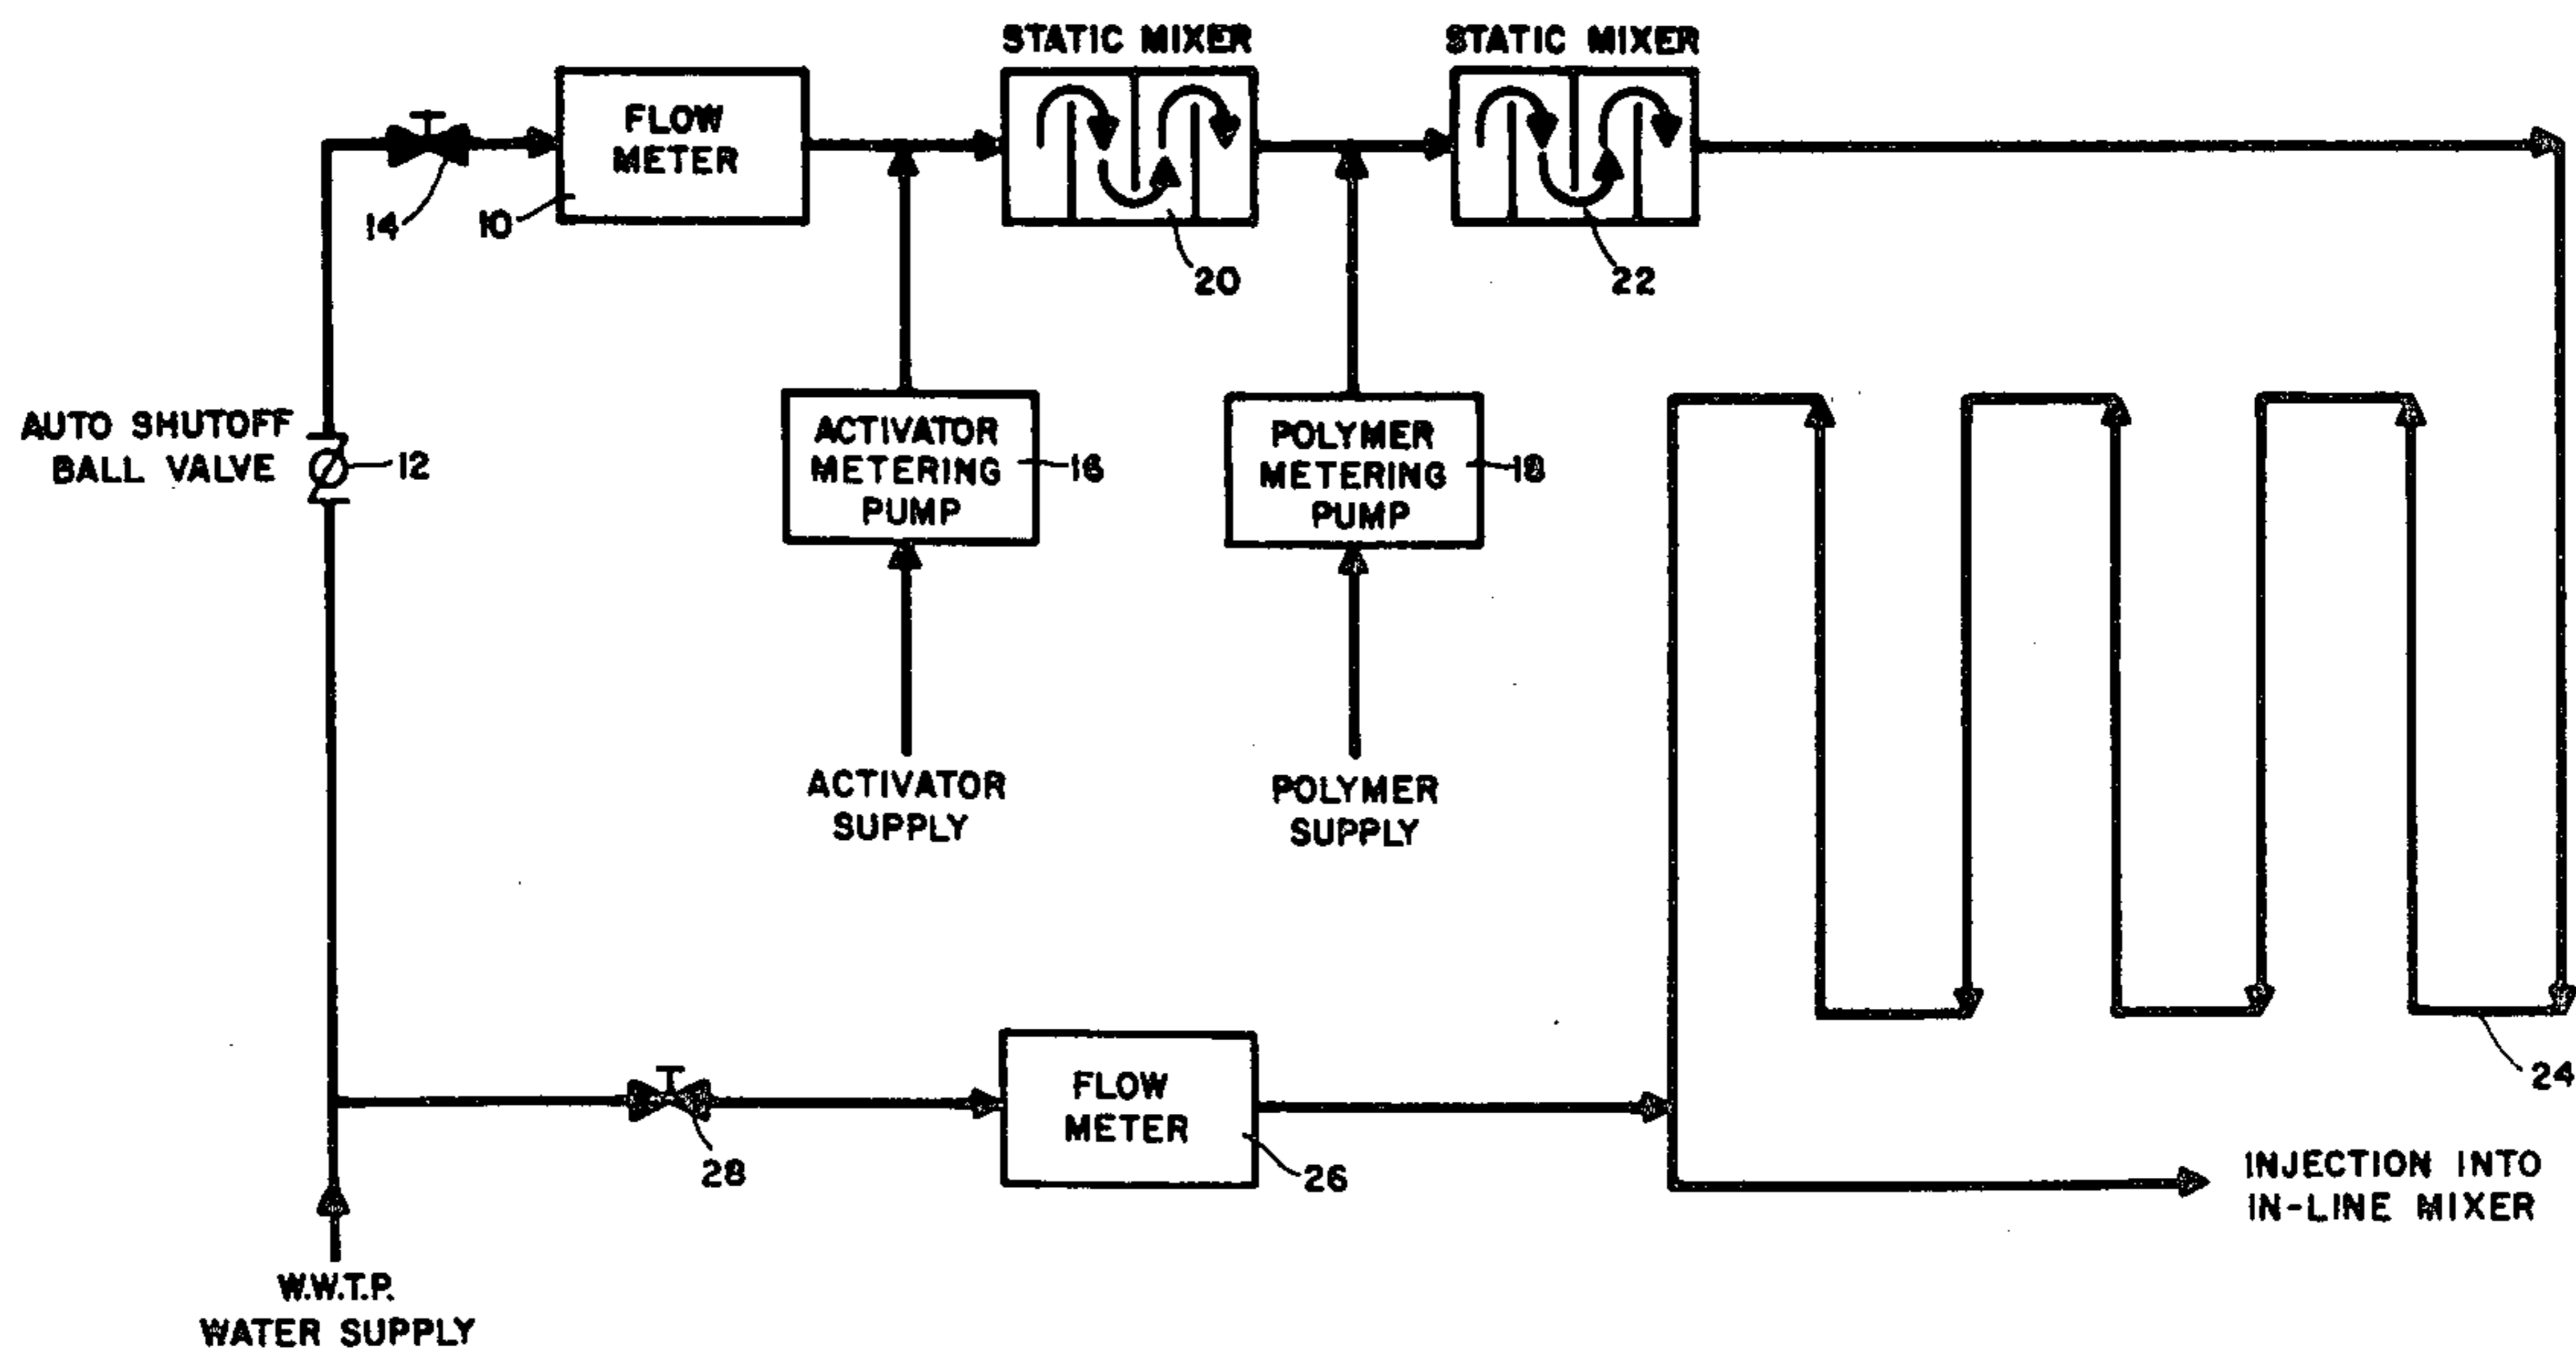 STATIC MIXER
STATIC MIXER
FLOW
METER
14
10
20
22
AUTO SHUTOFF
BALL VALVE
12
ACTIVATOR
METERING
PUMP
16
POLYMER
METERING
PUMP
18
ACTIVATOR
SUPPLY
POLYMER
SUPPLY
FLOW
METER
24
28
26
INJECTION INTO
IN-LINE MIXER
W.W.T.P.
WATER SUPPLY